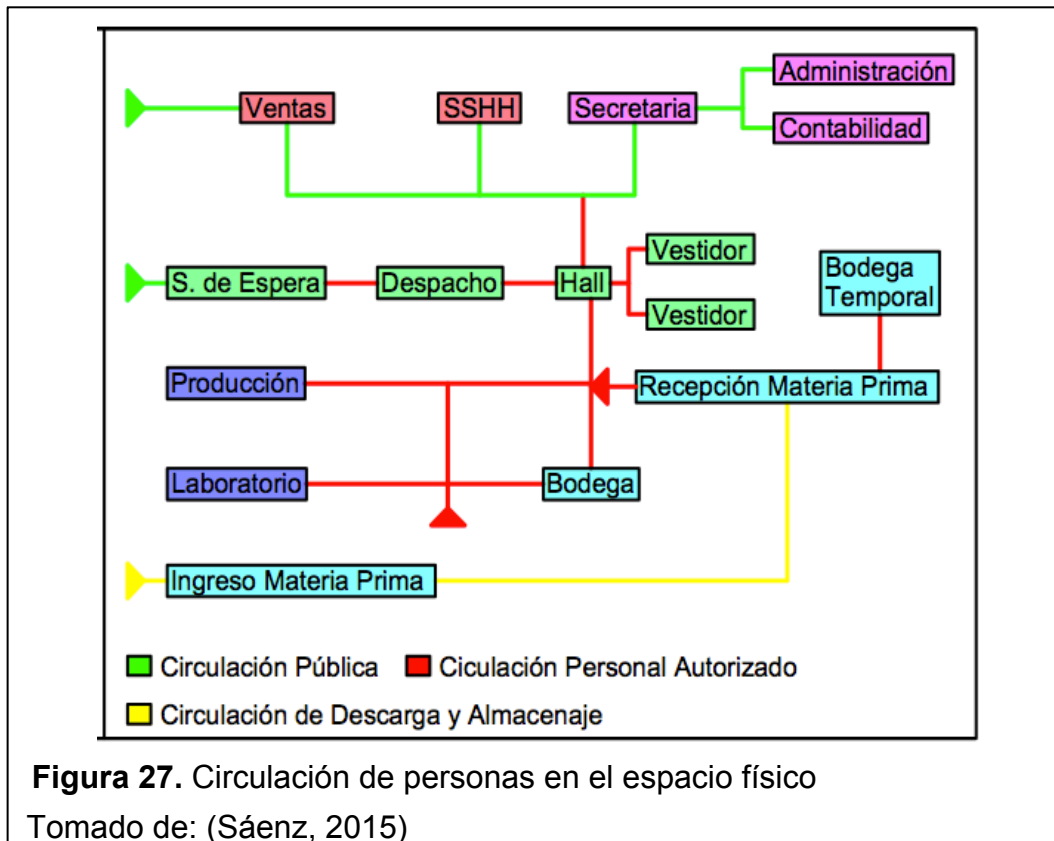 Administración
Ventas
SSHH
Secretaria
Contabilidad
Vestidor
S. de Espera
Despacho
Hall
Vestidor
Bodega
Temporal
Producción
Recepción Materia Prima
Laboratorio
Bodega
Ingreso Materia Prima
Circulación Pública
Ciculación Personal Autorizado
Circulación de Descarga y Almacenaje
Figura 27. Circulación de personas en el espacio físico
Tomado de: (Sáenz, 2015)